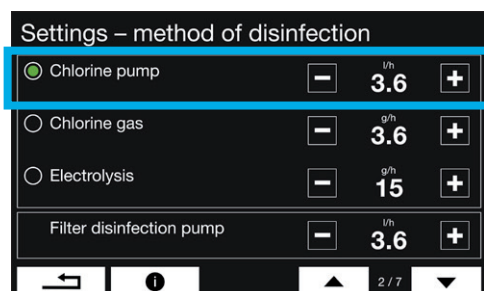 Settings – method of disinfection
Chlorine pump
l/h
3.6
Chlorine gas
g/h
3.6
Electrolysis
g/h
15
Filter disinfection pump
l/h
3.6
2 / 7